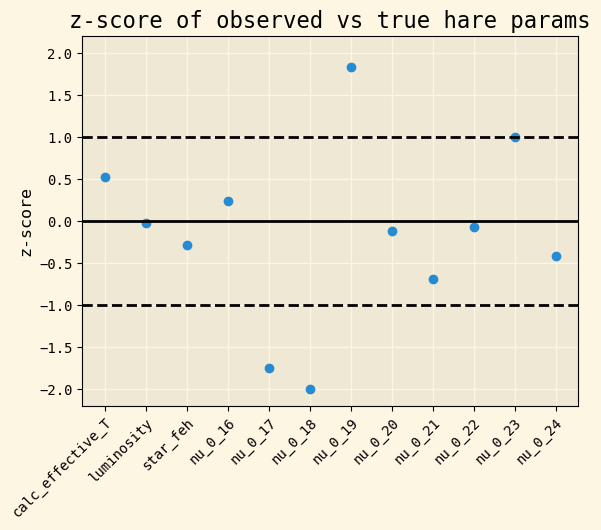 z-score of observed vs true hare params
z-score
2.0
1.5
1.0
0.5
0.0
−0.5
−1.0
−1.5
−2.0
calc_effective_T
luminosity
star_feh
nu_0_16
nu_0_17
nu_0_18
nu_0_19
nu_0_20
nu_0_21
nu_0_22
nu_0_23
nu_0_24